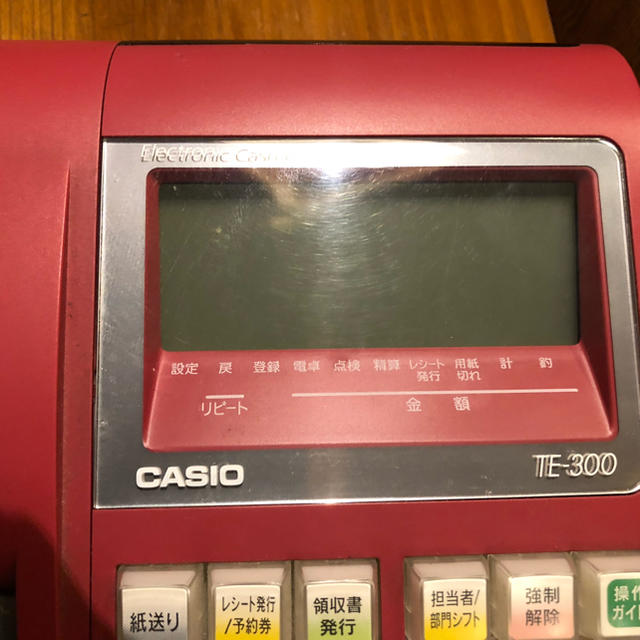 Electronic
設定 戻 登録 電卓 点検 精算 レシート発行 用紙切れ 計 釣
リピート 金額
CASIO TE-300
紙送り レシート発行/予約券 領収書発行 担当者/部門シフト 強制解除 操作